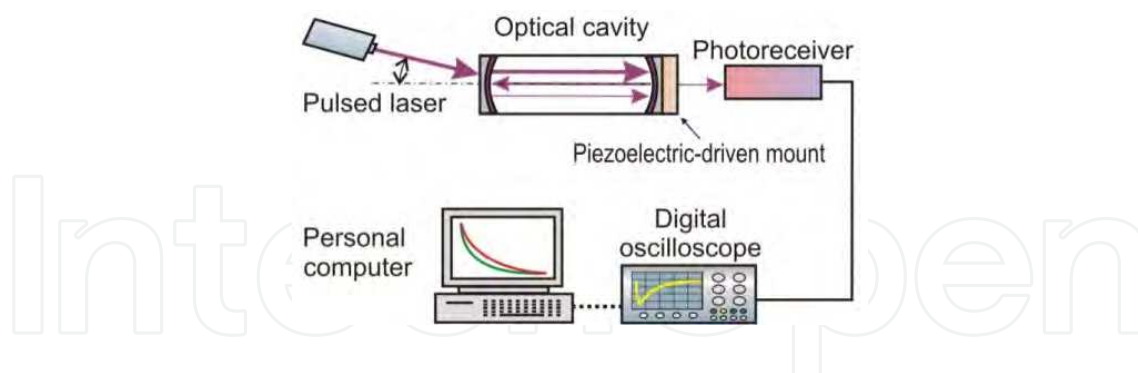 Optical cavity
Photoreceiver
Pulsed laser
Piezoelectric-driven mount
Personal
computer
Digital
oscilloscope
IntechOpen